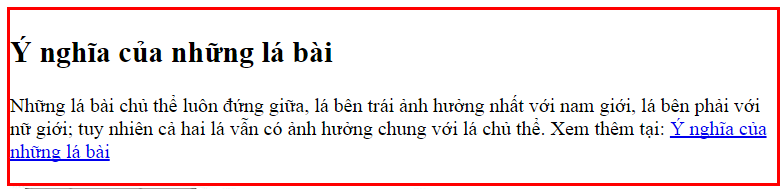 Ý nghĩa của những lá bài
Những lá bài chủ thể luôn đứng giữa, lá bên trái ảnh hưởng nhất với nam giới, lá bên phải với
nữ giới; tuy nhiên cả hai lá vẫn có ảnh hưởng chung với lá chủ thể. Xem thêm tại: Ý nghĩa của
những lá bài